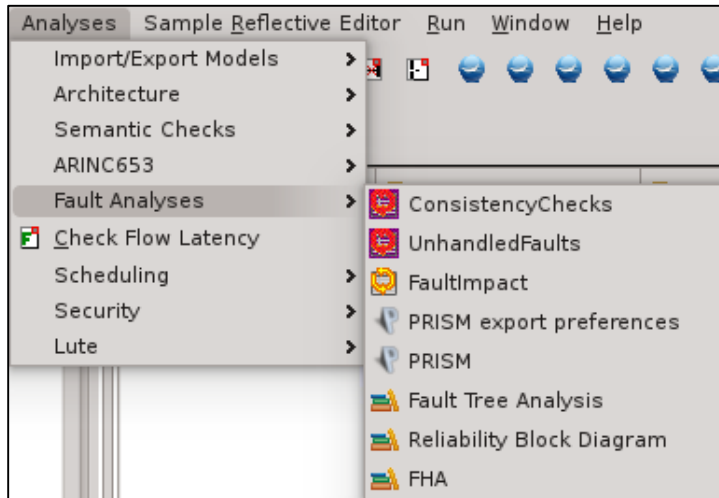 Analyses Sample Reflective Editor Run Window Help
Import/Export Models
Architecture
Semantic Checks
ARINC653
Fault Analyses
Check Flow Latency
Scheduling
Security
Lute
ConsistencyChecks
UnhandledFaults
FaultImpact
PRISM export preferences
PRISM
Fault Tree Analysis
Reliability Block Diagram
FHA